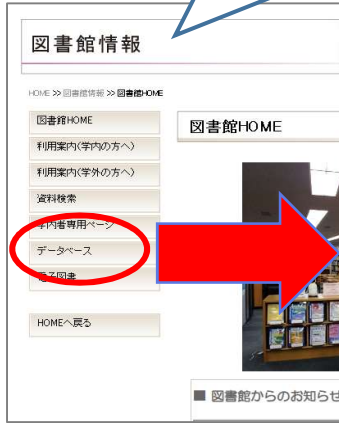 図書館情報
HOME ≫ 図書館情報 ≫ 図書館HOME
図書館HOME
利用案内(学内の方へ)
利用案内(学外の方へ)
資料検索
学内者専用ページ
データベース
電子図書
HOMEへ戻る
図書館HOME
■ 図書館からのお知らせ